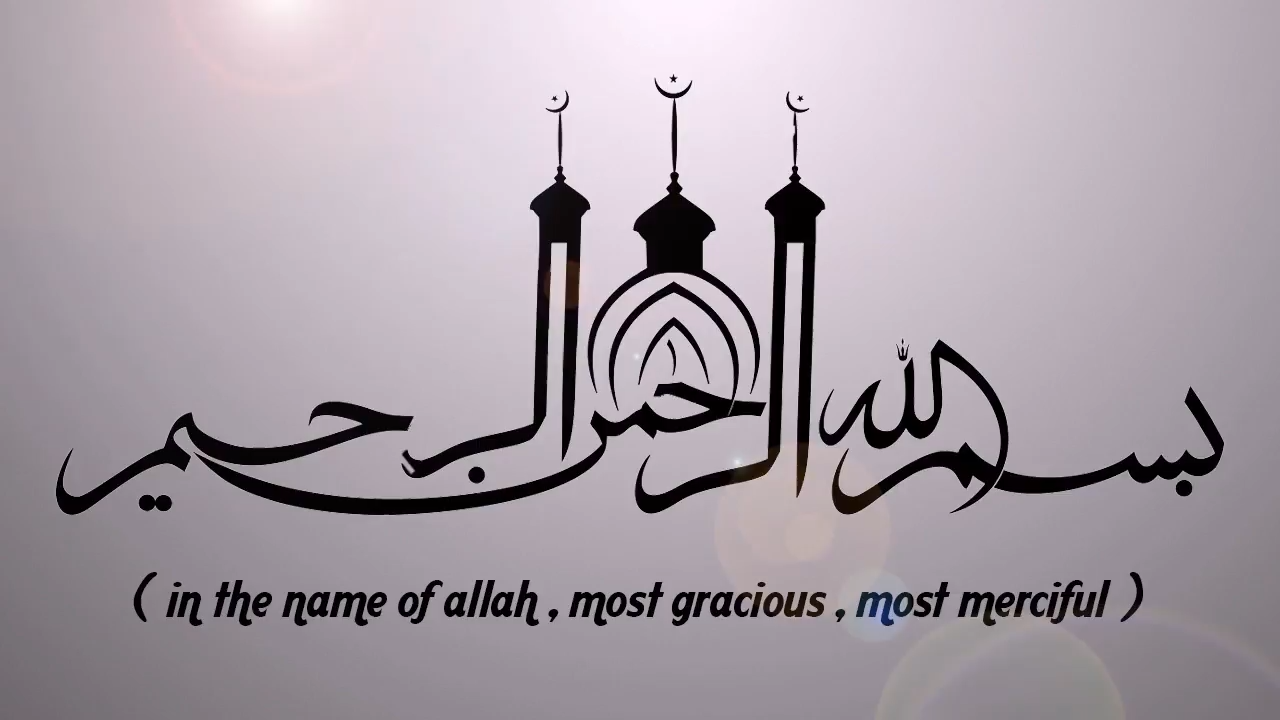 بسم الله الرحمن الرحيم
( in the name of allah , most gracious , most merciful )